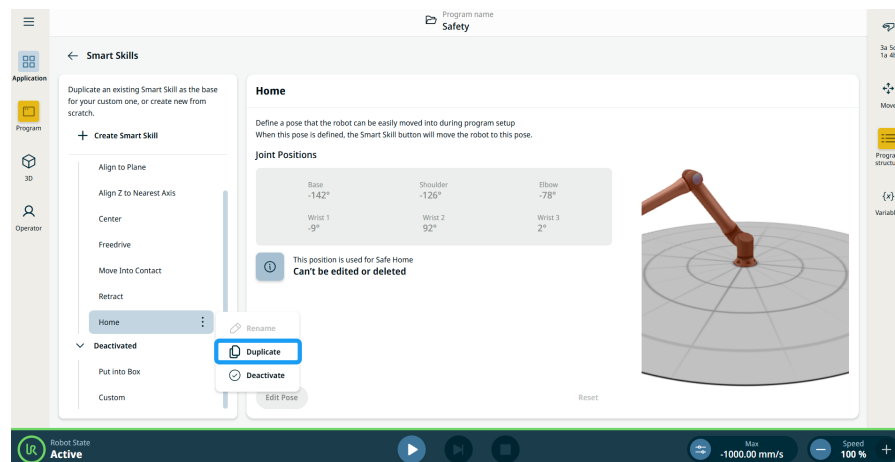 Program name
Safety
Smart Skills
Application
Program
3D
Operator
Duplicate an existing Smart Skill as the base
for your custom one, or create new from
scratch.
Create Smart Skill
Align to Plane
Align Z to Nearest Axis
Center
Freedrive
Move Into Contact
Retract
Home
Deactivated
Put into Box
Custom
Rename
Duplicate
Deactivate
Home
Define a pose that the robot can be easily moved into during program setup
When this pose is defined, the Smart Skill button will move the robot to this pose.
Joint Positions
Base
-142°
Shoulder
-126°
Elbow
-78°
Wrist 1
-9°
Wrist 2
92°
Wrist 3
2°
This position is used for Safe Home
Can't be edited or deleted
Edit Pose
Reset
1a 4
Move
{x}
UR
Robot State
Active
Max
-1000.00 mm/s
Speed
100 %